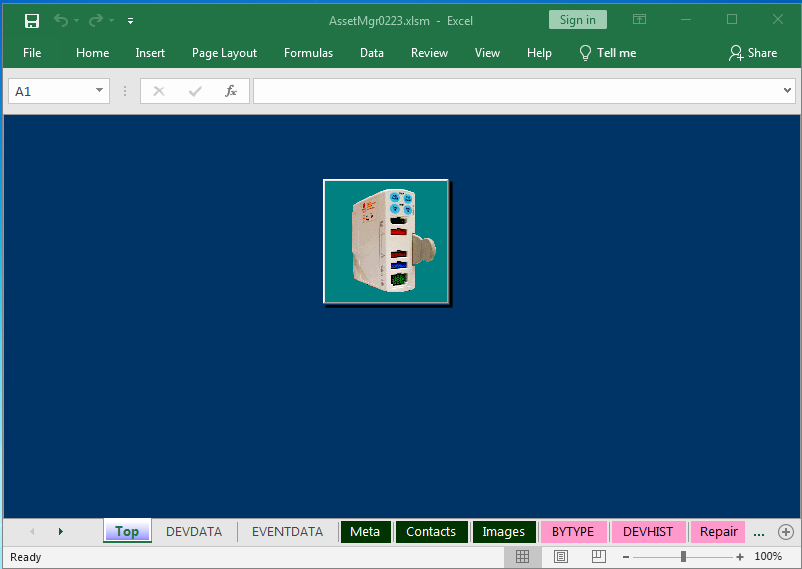 AssetMgr0223.xlsm - Excel
Sign in
File Home Insert Page Layout Formulas Data Review View Help Tell me Share
A1 fx
Top DEVDATA EVENTDATA Meta Contacts Images BYTYPE DEVHIST Repair ...
Ready 100%